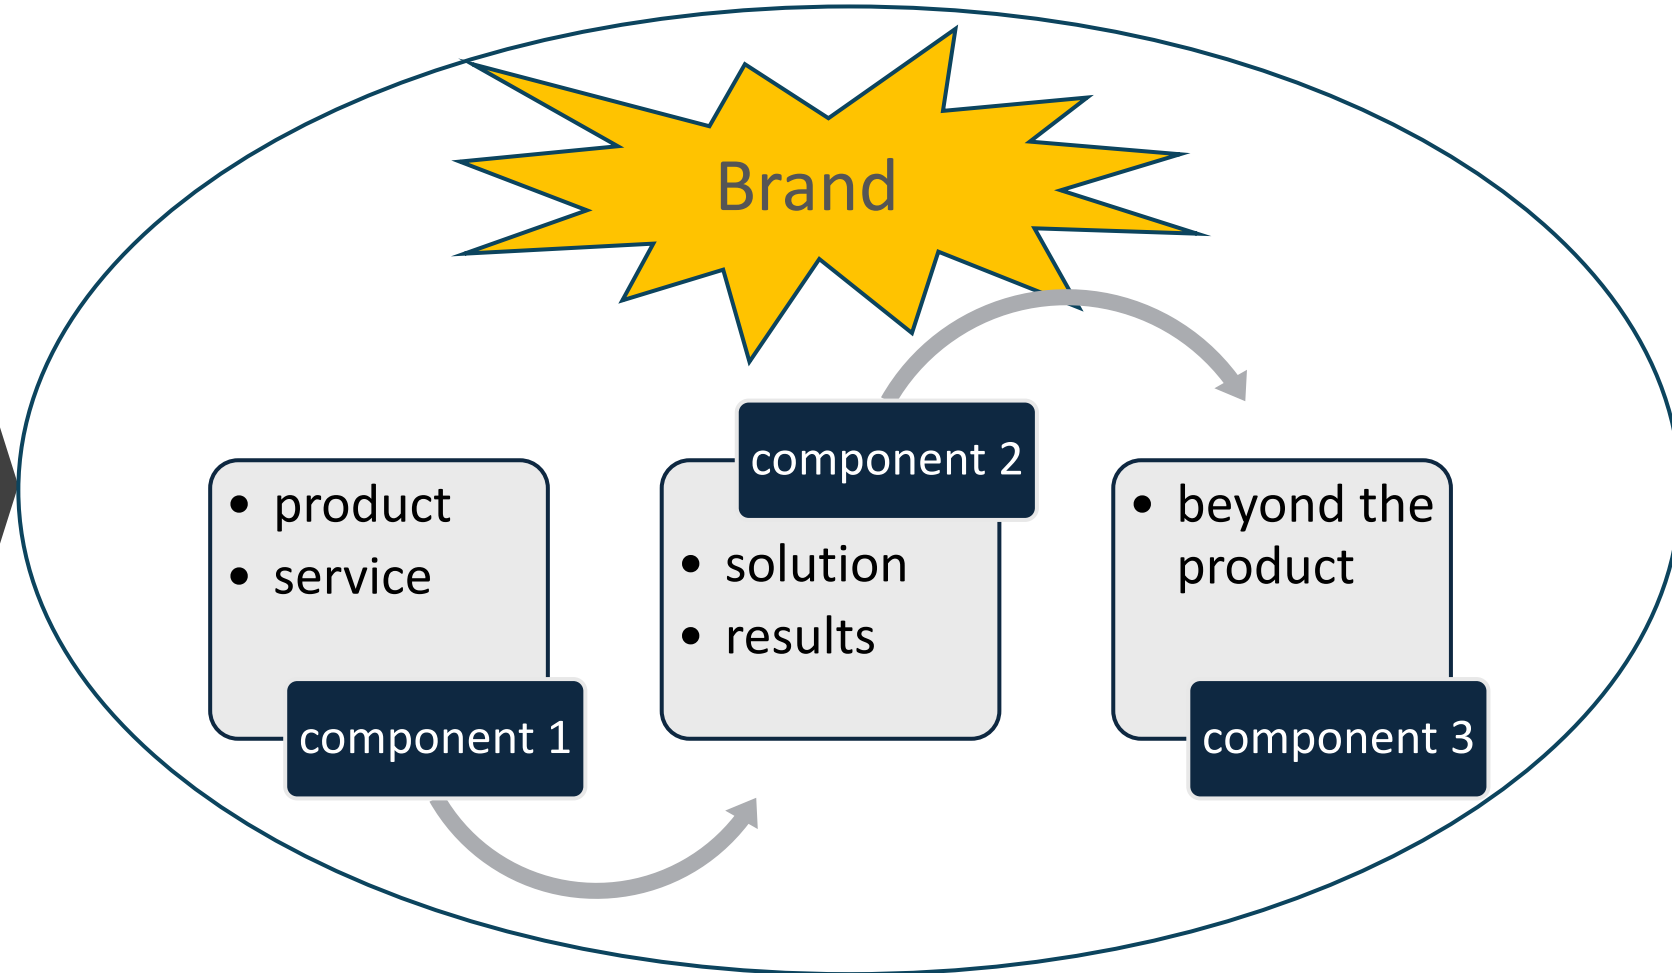 Brand
• product
• service
component 1
component 2
• solution
• results
• beyond the
product
component 3